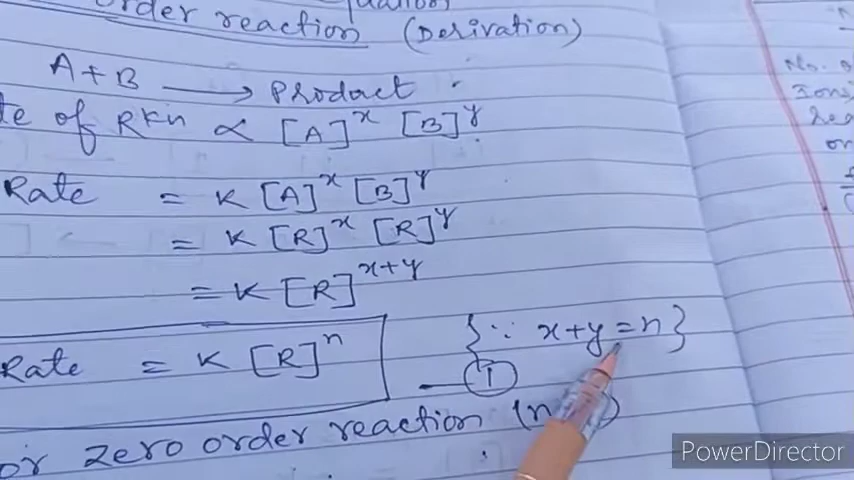 order reaction (Derivation)
A + B ⟶ Product
of Rxn ∝ [A]^x [B]^y
Rate = K [A]^x [B]^y
= K [R]^x [R]^y
= K [R]^x+y
Rate = K [R]^n {∵ x+y=n}
①
zero order reaction (n
PowerDirector